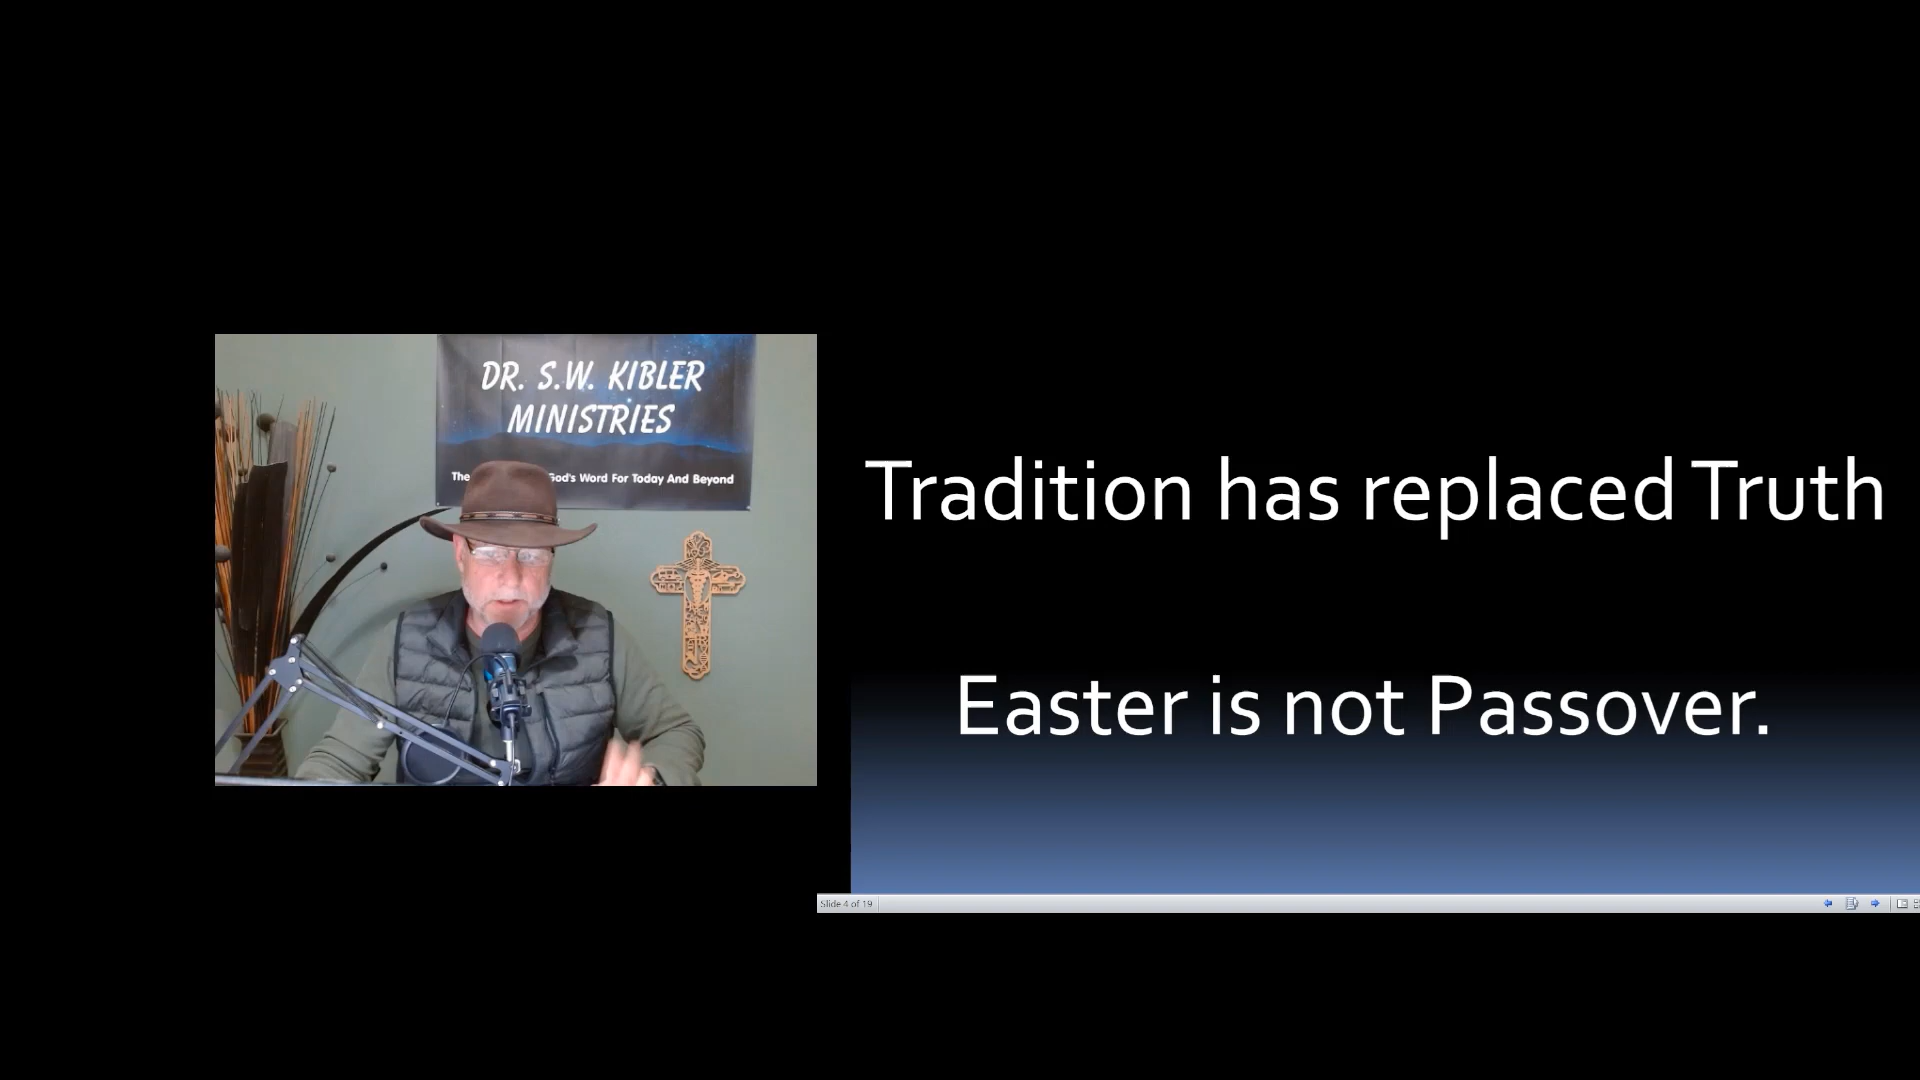 DR. S.W. KIBLER
MINISTRIES
The God's Word For Today And Beyond
Tradition has replaced Truth
Easter is not Passover.
Slide 4 of 19